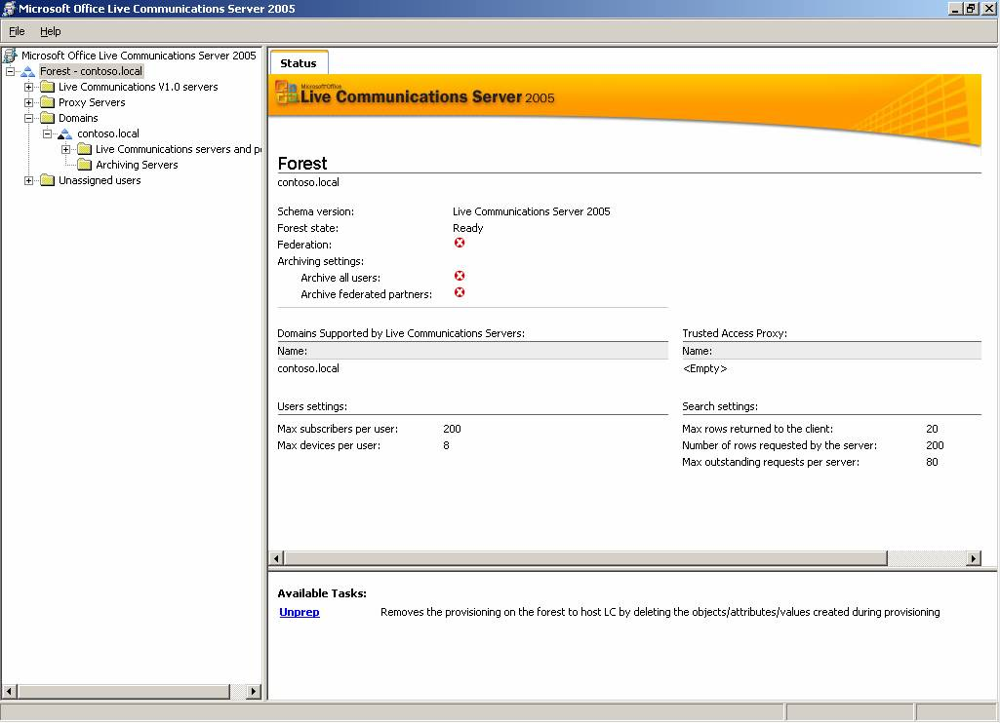 Microsoft Office Live Communications Server 2005
File Help
Microsoft Office Live Communications Server 2005
Forest - contoso.local
Live Communications V1.0 servers
Proxy Servers
Domains
contoso.local
Live Communications servers and po
Archiving Servers
Unassigned users
Status
Microsoft Office
Live Communications Server 2005
Forest
contoso.local
Schema version: Live Communications Server 2005
Forest state: Ready
Federation:
Archiving settings:
Archive all users:
Archive federated partners:
Domains Supported by Live Communications Servers: Trusted Access Proxy:
Name: Name:
contoso.local <Empty>
Users settings: Search settings:
Max subscribers per user: 200 Max rows returned to the client: 20
Max devices per user: 8 Number of rows requested by the server: 200
Max outstanding requests per server: 80
Available Tasks:
Unprep Removes the provisioning on the forest to host LC by deleting the objects/attributes/values created during provisioning